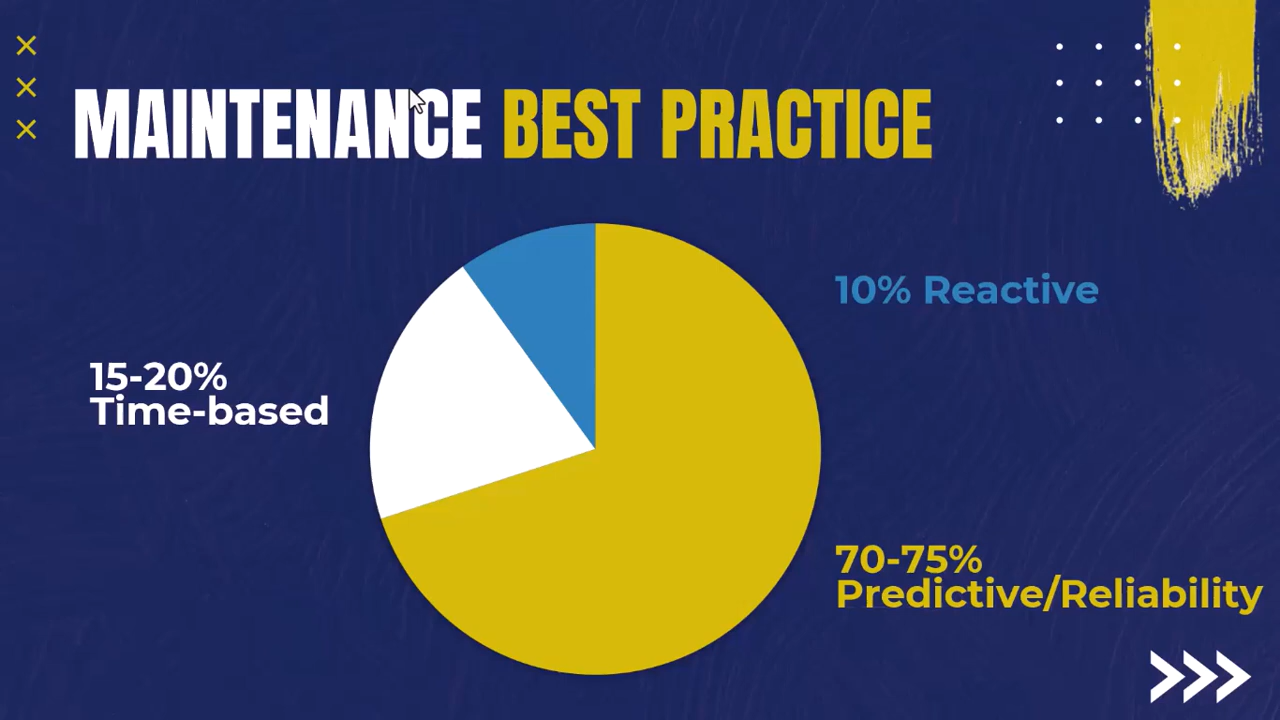 MAINTENANCE BEST PRACTICE
10% Reactive
15-20%
Time-based
70-75%
Predictive/Reliability